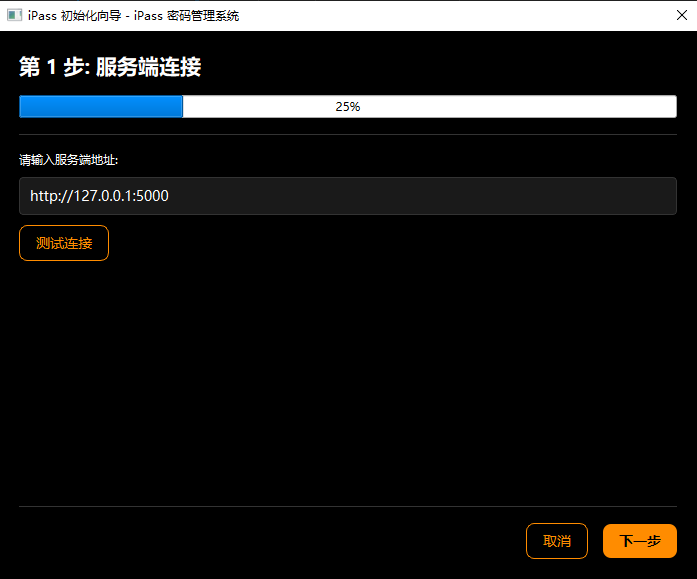 iPass 初始化向导 - iPass 密码管理系统
第 1 步: 服务端连接
25%
请输入服务端地址:
http://127.0.0.1:5000
测试连接
取消
下一步